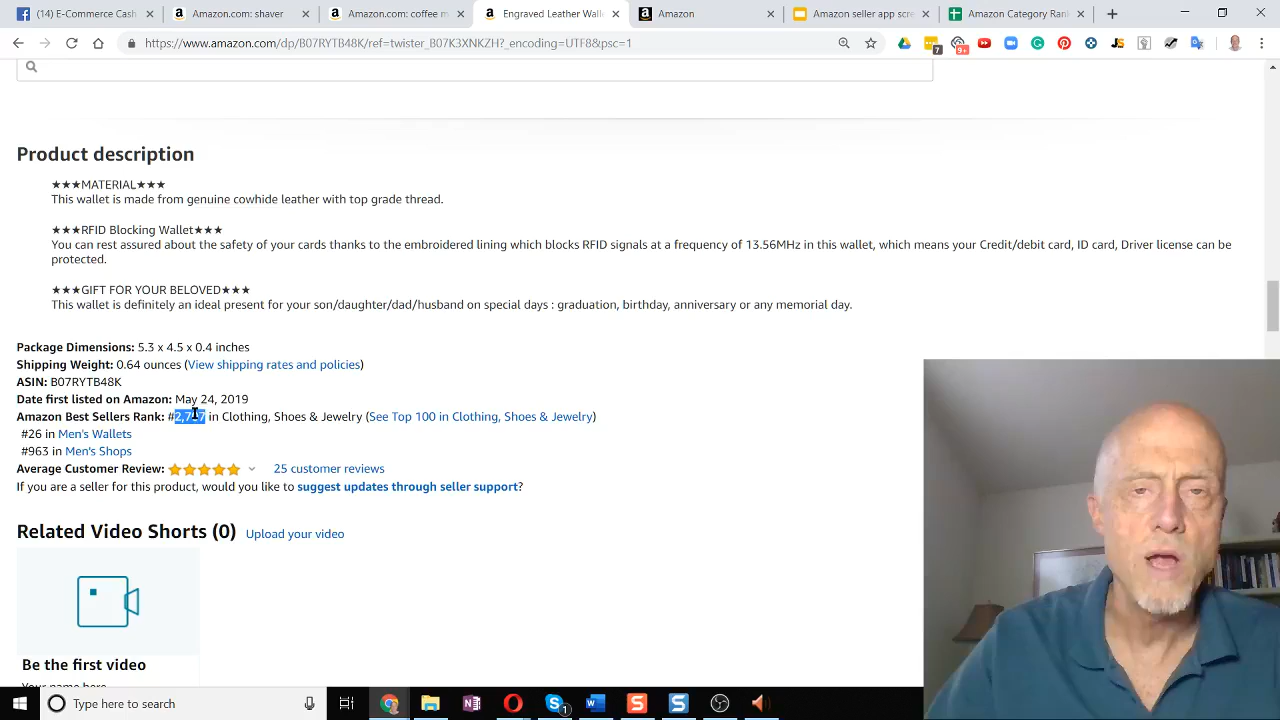 (14) E-Commerce Cash
Amazon.com: shaver
Amazon.com: coffee m
Engraved Leather Wall
Amazon
Amazon seller app scre
Amazon Category Rank
https://www.amazon.com/dp/B07RYTB48K/ref=twister_B07K3XNKZH?_encoding=UTF8&psc=1
7
9+
Product description
★★★MATERIAL★★★
This wallet is made from genuine cowhide leather with top grade thread.
★★★RFID Blocking Wallet★★★
You can rest assured about the safety of your cards thanks to the embroidered lining which blocks RFID signals at a frequency of 13.56MHz in this wallet, which means your Credit/debit card, ID card, Driver license can be
protected.
★★★GIFT FOR YOUR BELOVED★★★
This wallet is definitely an ideal present for your son/daughter/dad/husband on special days : graduation, birthday, anniversary or any memorial day.
Package Dimensions: 5.3 x 4.5 x 0.4 inches
Shipping Weight: 0.64 ounces (View shipping rates and policies)
ASIN: B07RYTB48K
Date first listed on Amazon: May 24, 2019
Amazon Best Sellers Rank: in Clothing, Shoes & Jewelry (See Top 100 in Clothing, Shoes & Jewelry)
#26 in Men's Wallets
#963 in Men's Shops
Average Customer Review: 25 customer reviews
If you are a seller for this product, would you like to suggest updates through seller support?
Related Video Shorts (0) Upload your video
Be the first video
Your name here
Type here to search